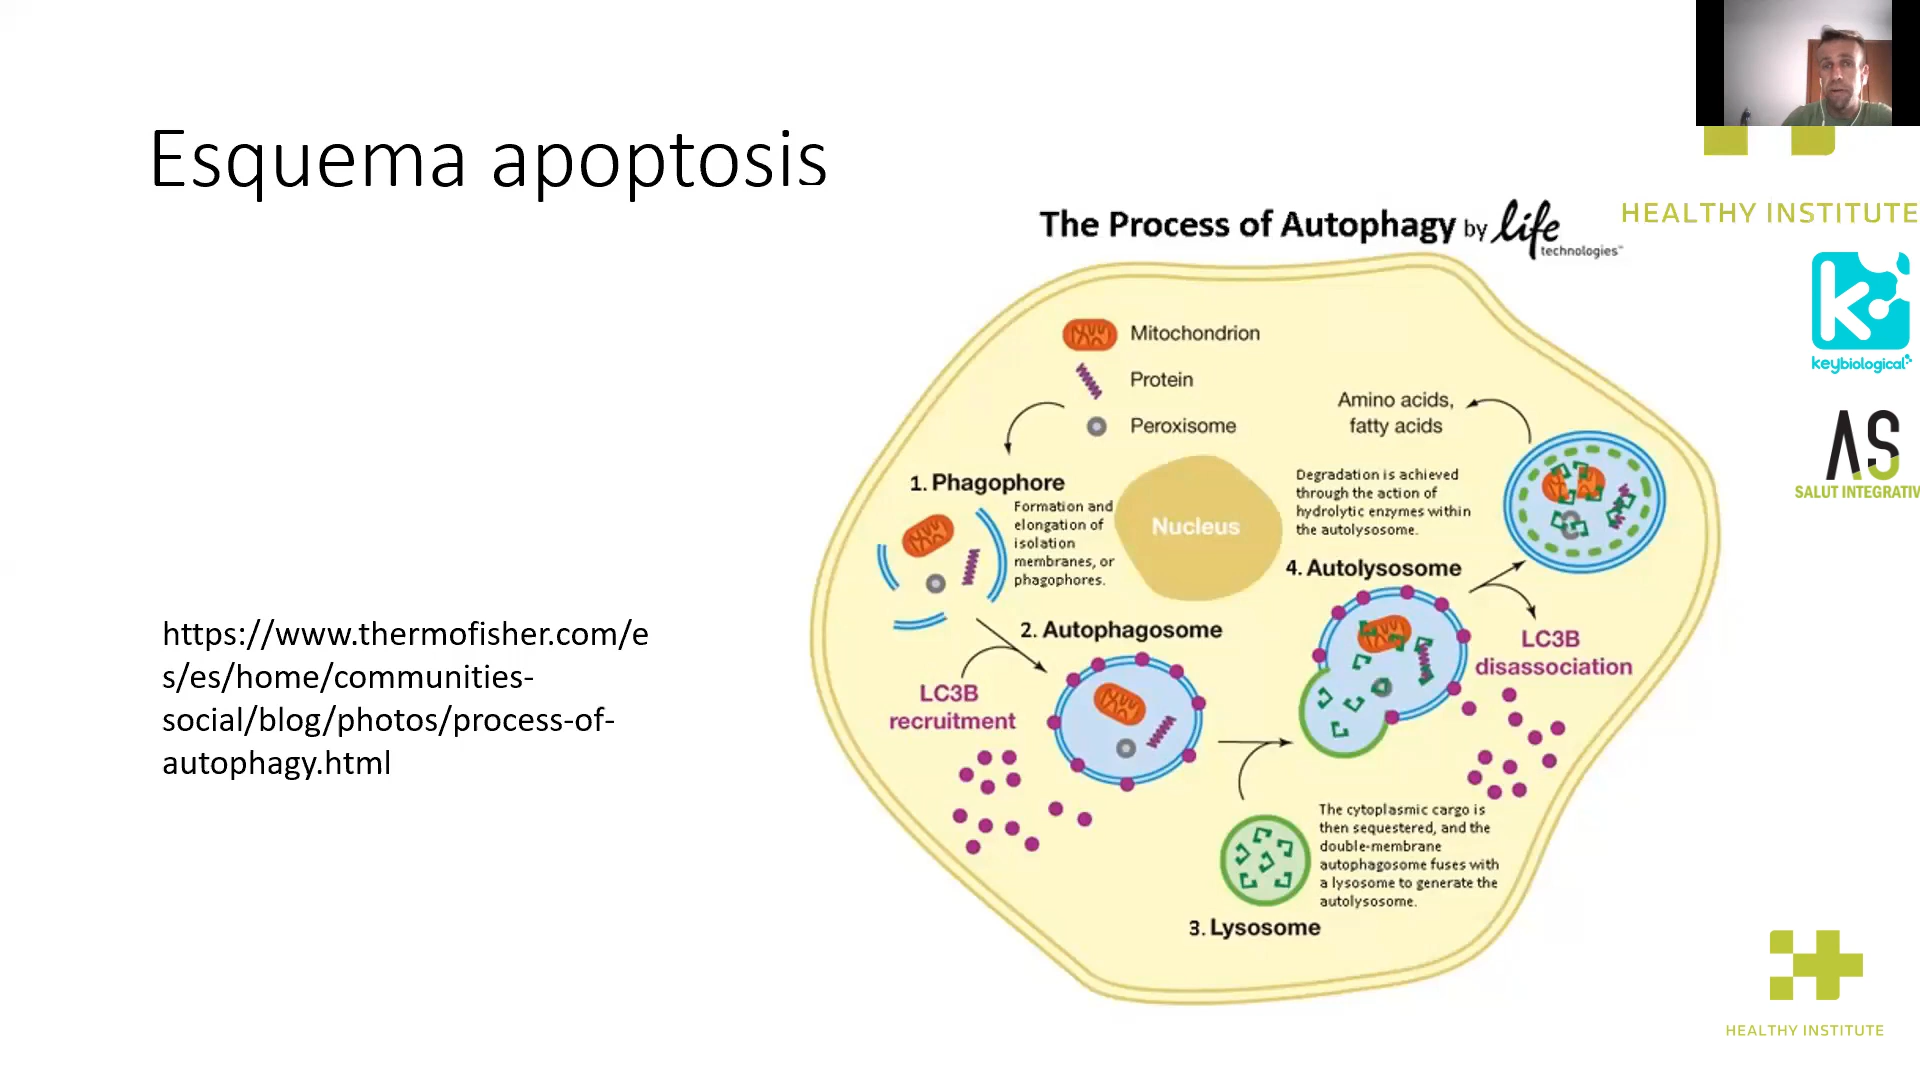 Esquema apoptosis
HEALTHY INSTITUTE
The Process of Autophagy by life
technologies™
keybiological
AS
SALUT INTEGRATIV
Mitochondrion
Protein
Peroxisome
Amino acids,
fatty acids
1. Phagophore
Formation and
elongation of
isolation
membranes, or
phagophores.
Nucleus
Degradation is achieved
through the action of
hydrolytic enzymes within
the autolysosome.
4. Autolysosome
2. Autophagosome
LC3B
recruitment
LC3B
disassociation
https://www.thermofisher.com/e
s/es/home/communities-
social/blog/photos/process-of-
autophagy.html
The cytoplasmic cargo is
then sequestered, and the
double-membrane
autophagosome fuses with
a lysosome to generate the
autolysosome.
3. Lysosome
HEALTHY INSTITUTE